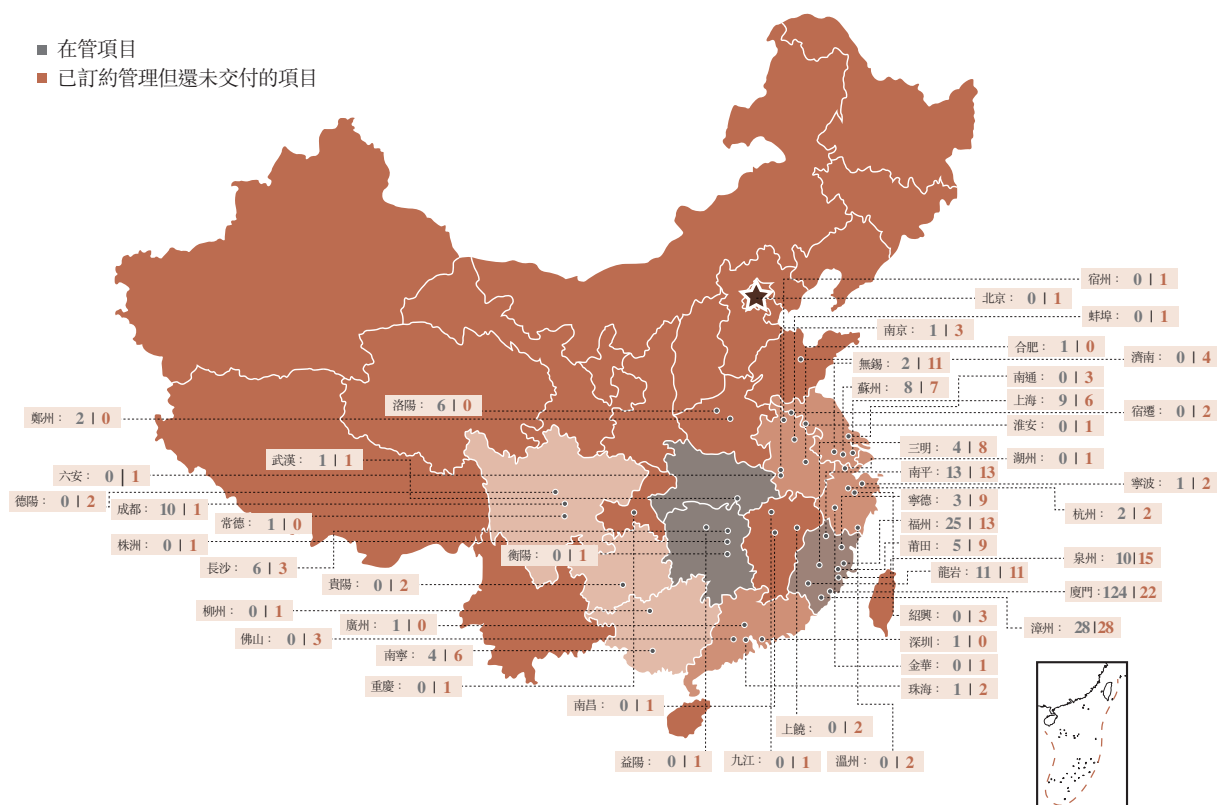 在管項目
已訂約管理但還未交付的項目
宿州： 0 | 1
北京： 0 | 1
蚌埠： 0 | 1
南京： 1 | 3
合肥： 1 | 0
濟南： 0 | 4
無錫： 2 | 11
南通： 0 | 3
蘇州： 8 | 7
上海： 9 | 6
宿遷： 0 | 2
淮安： 0 | 1
洛陽： 6 | 0
鄭州： 2 | 0
三明： 4 | 8
湖州： 0 | 1
武漢： 1 | 1
南平： 13 | 13
六安： 0 | 1
寧波： 1 | 2
德陽： 0 | 2
寧德： 3 | 9
成都： 10 | 1
杭州： 2 | 2
常德： 1 | 0
福州： 25 | 13
株洲： 0 | 1
莆田： 5 | 9
衡陽： 0 | 1
泉州： 10 | 15
長沙： 6 | 3
龍岩： 11 | 11
貴陽： 0 | 2
廈門： 124 | 22
柳州： 0 | 1
紹興： 0 | 3
廣州： 1 | 0
漳州： 28 | 28
佛山： 0 | 3
深圳： 1 | 0
南寧： 4 | 6
金華： 0 | 1
重慶： 0 | 1
珠海： 1 | 2
南昌： 0 | 1
上饒： 0 | 2
益陽： 0 | 1
九江： 0 | 1
溫州： 0 | 2